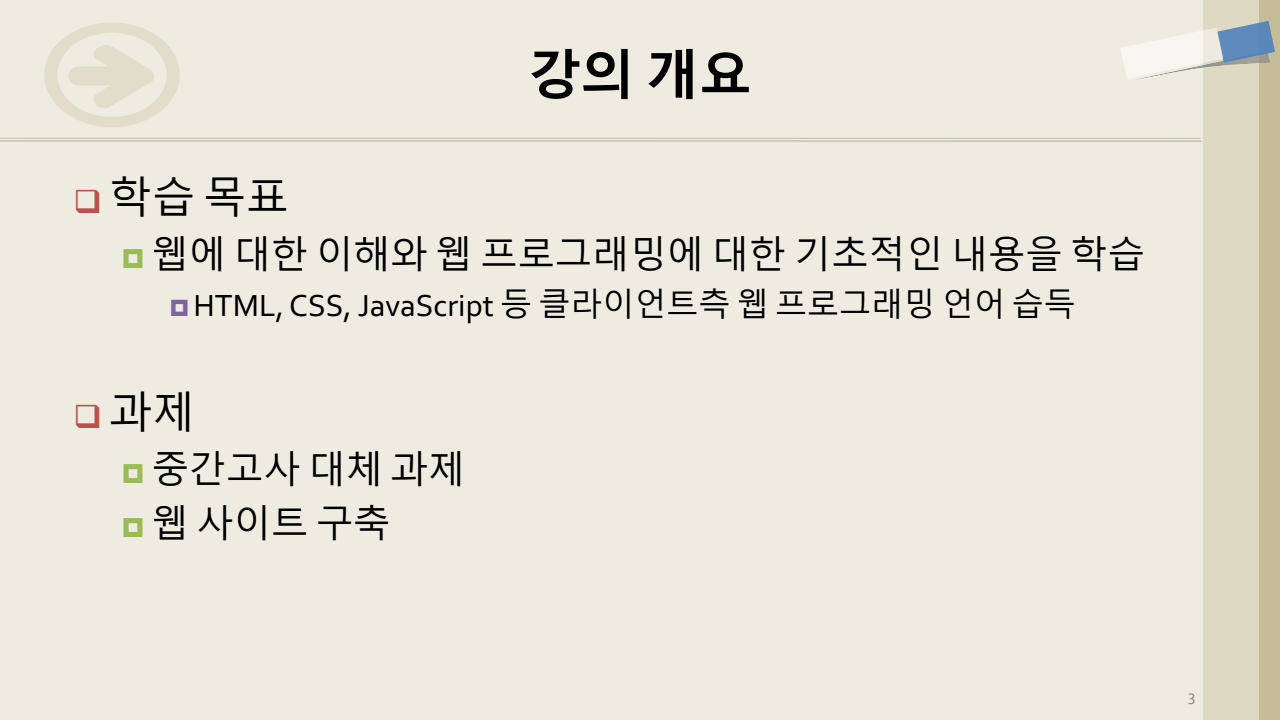 강의 개요
학습 목표
웹에 대한 이해와 웹 프로그래밍에 대한 기초적인 내용을 학습
HTML, CSS, JavaScript 등 클라이언트측 웹 프로그래밍 언어 습득
과제
중간고사 대체 과제
웹 사이트 구축
3